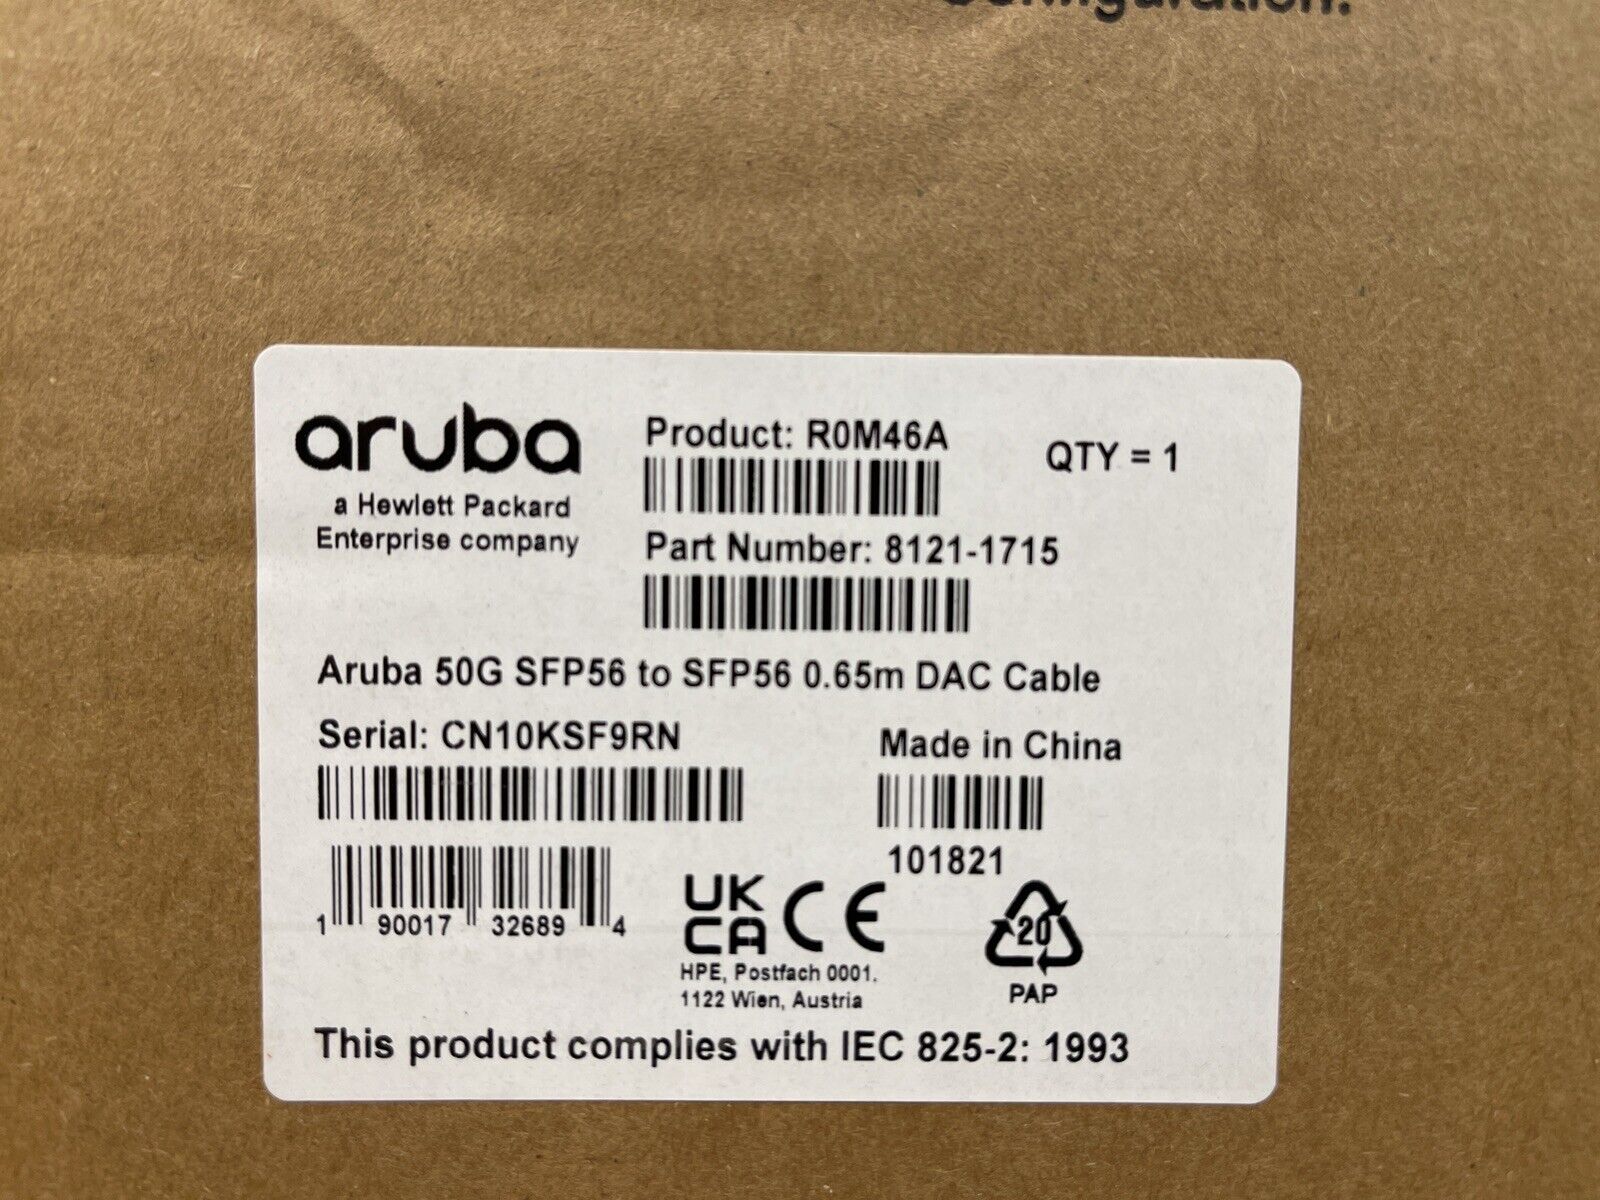 Configuration.
aruba
a Hewlett Packard
Enterprise company
Product: R0M46A
QTY = 1
Part Number: 8121-1715
Aruba 50G SFP56 to SFP56 0.65m DAC Cable
Serial: CN10KSF9RN
Made in China
101821
1 90017 32689 4
UK
CA CE
20
PAP
HPE, Postfach 0001.
1122 Wien, Austria
This product complies with IEC 825-2: 1993